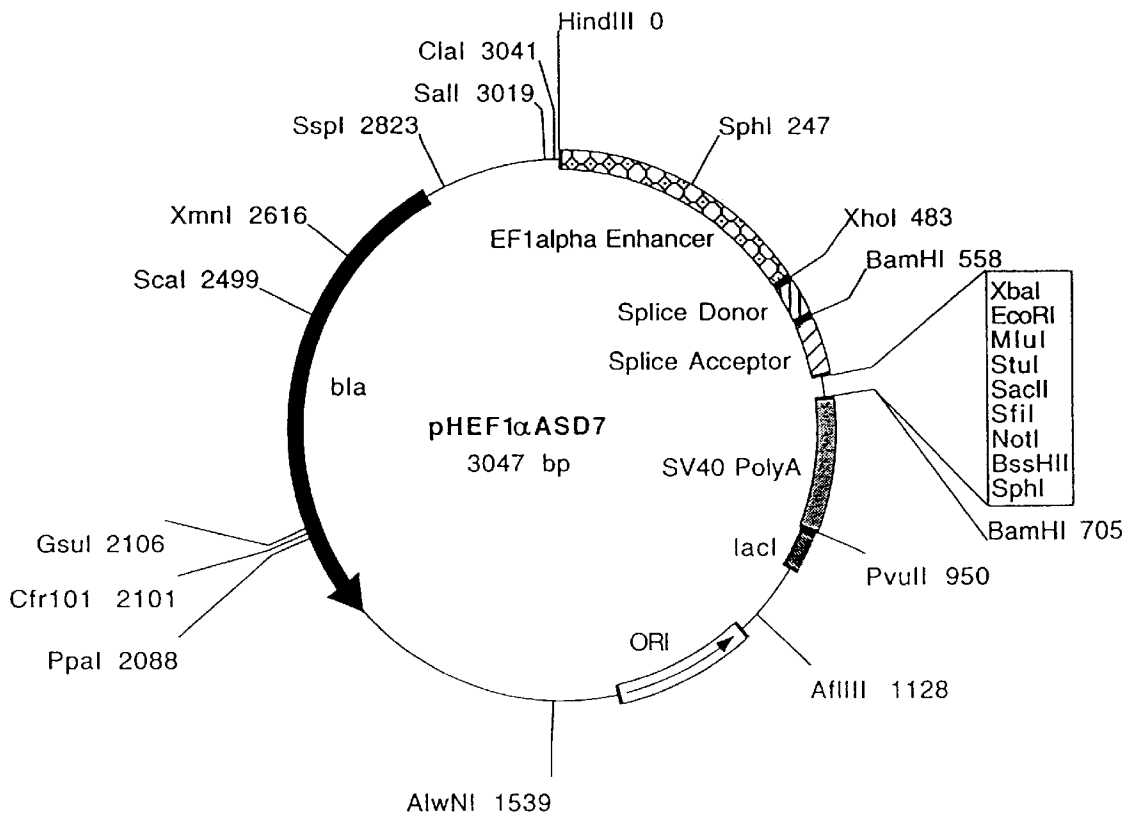 HindIII 0
ClaI 3041
SalI 3019
SspI 2823
SphI 247
XmnI 2616
XhoI 483
EF1alpha Enhancer
BamHI 558
ScaI 2499
Splice Donor
Splice Acceptor
XbaI
EcoRI
MluI
StuI
SacII
SfiI
NotI
BssHII
SphI
bla
pHEF1αASD7
3047 bp
SV40 PolyA
BamHI 705
lacI
GsuI 2106
PvuII 950
Cfr101 2101
ORI
PpaI 2088
AflIII 1128
AlwNI 1539